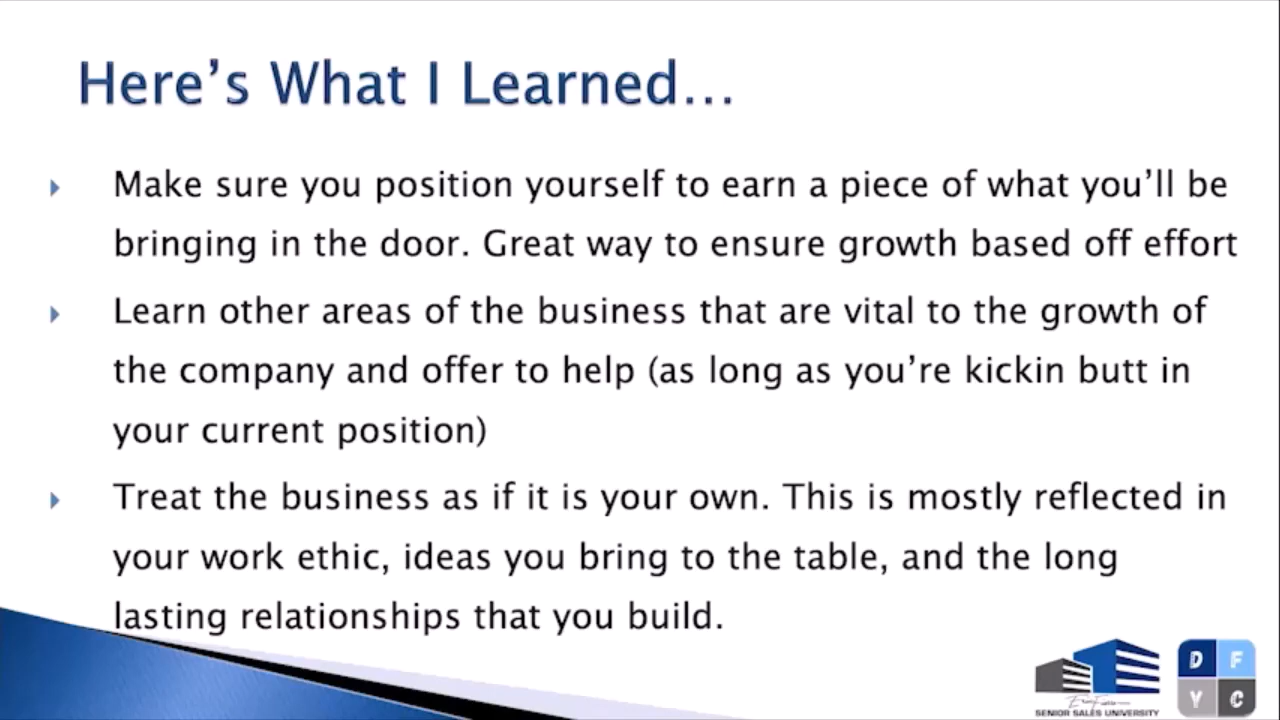 Here’s What I Learned…
Make sure you position yourself to earn a piece of what you’ll be
bringing in the door. Great way to ensure growth based off effort
Learn other areas of the business that are vital to the growth of
the company and offer to help (as long as you’re kickin butt in
your current position)
Treat the business as if it is your own. This is mostly reflected in
your work ethic, ideas you bring to the table, and the long
lasting relationships that you build.
SENIOR SALES UNIVERSITY
D F
Y C